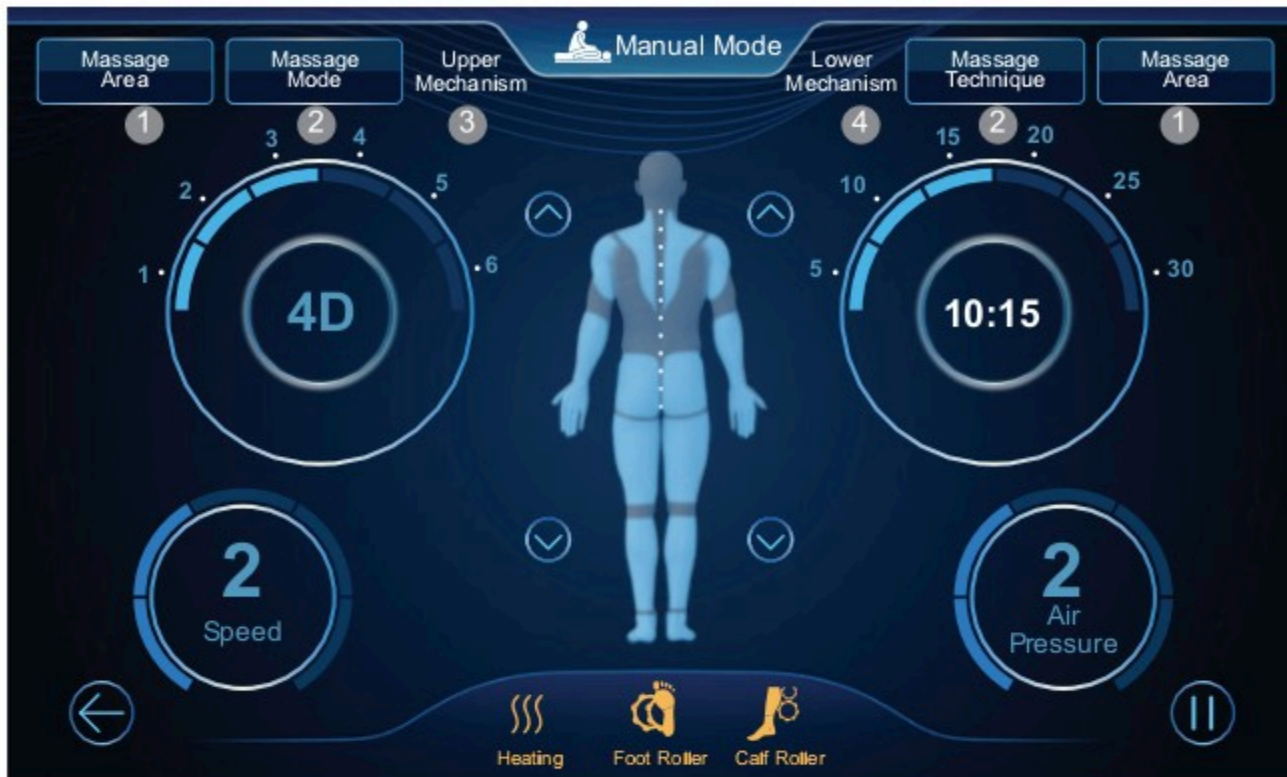 Manual Mode
Massage
Area
Massage
Mode
Upper
Mechanism
Lower
Mechanism
Massage
Technique
Massage
Area
1
2
3
4
2
1
3
4
2
5
1
6
4D
15
20
10
25
5
30
10:15
2
Speed
2
Air
Pressure
Heating
Foot Roller
Calf Roller